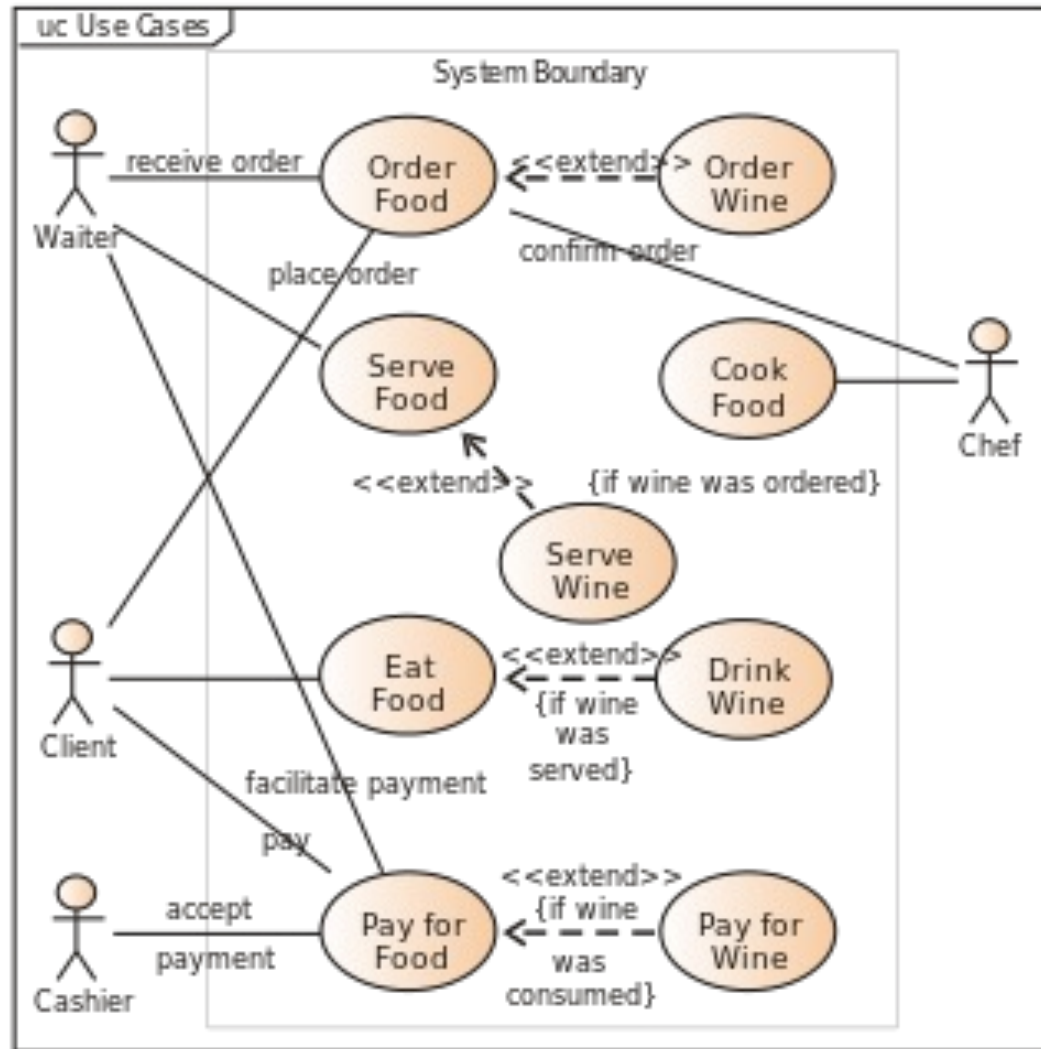 uc Use Cases
System Boundary
receive order
Order
Food
<<extend>>
Order
Wine
Waiter
place order
confirm order
Serve
Food
Cook
Food
Chef
<<extend>>
{if wine was ordered}
Serve
Wine
Eat
Food
<<extend>>
{if wine
was
served}
Drink
Wine
Client
facilitate payment
pay
accept
payment
Pay for
Food
<<extend>>
{if wine
was
consumed}
Pay for
Wine
Cashier